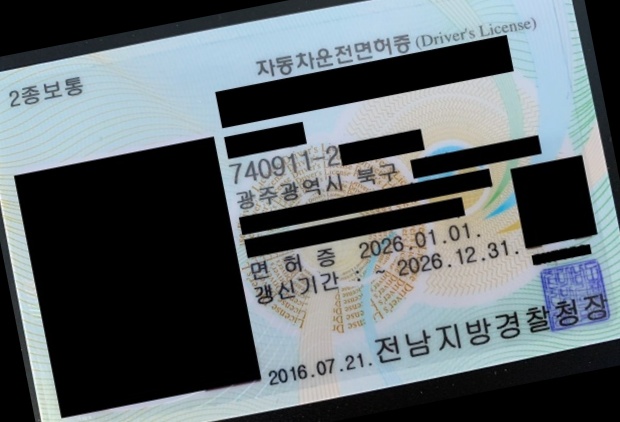 2종보통
자동차운전면허증 (Driver's License)
740911-2
광주광역시 북구
면 허 증 2026.01.01.
갱신기간 : ~ 2026.12.31.
2016.07.21. 전남지방경찰청장